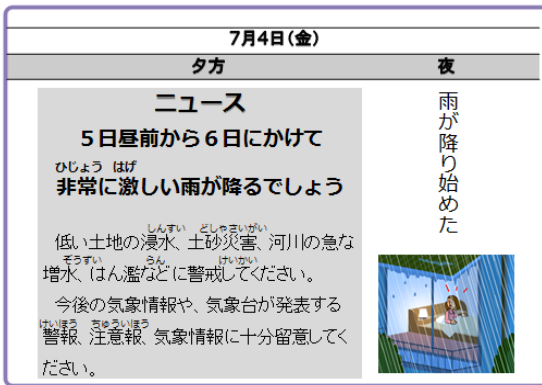 7月4日(金)
夕方
夜
ニュース
5日昼前から6日にかけて
ひじょう はげ
非常に激しい雨が降るでしょう
しんすい どしゃさいがい
低い土地の浸水、土砂災害、河川の急な
ぞうすい らん けいかい
増水、はん濫などに警戒してください。
今後の気象情報や、気象台が発表する
けいほう ちゅういほう
警報、注意報、気象情報に十分留意してく
ださい。
雨が降り始めた